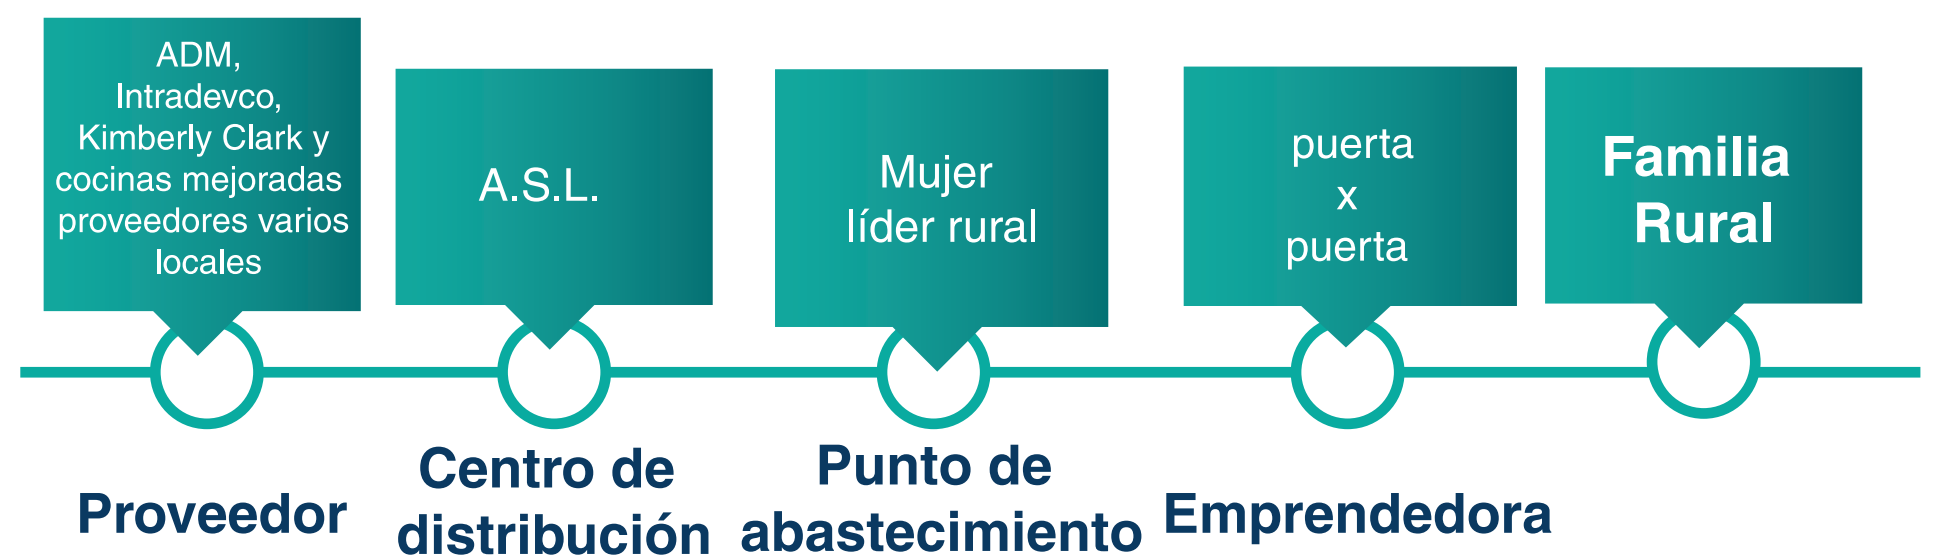 ADM,
Intradevco,
Kimberly Clark y
cocinas mejoradas
proveedores varios
locales
Proveedor
A.S.L.
Centro de
distribución
Mujer
líder rural
Punto de
abastecimiento
puerta
x
puerta
Emprendedora
Familia
Rural